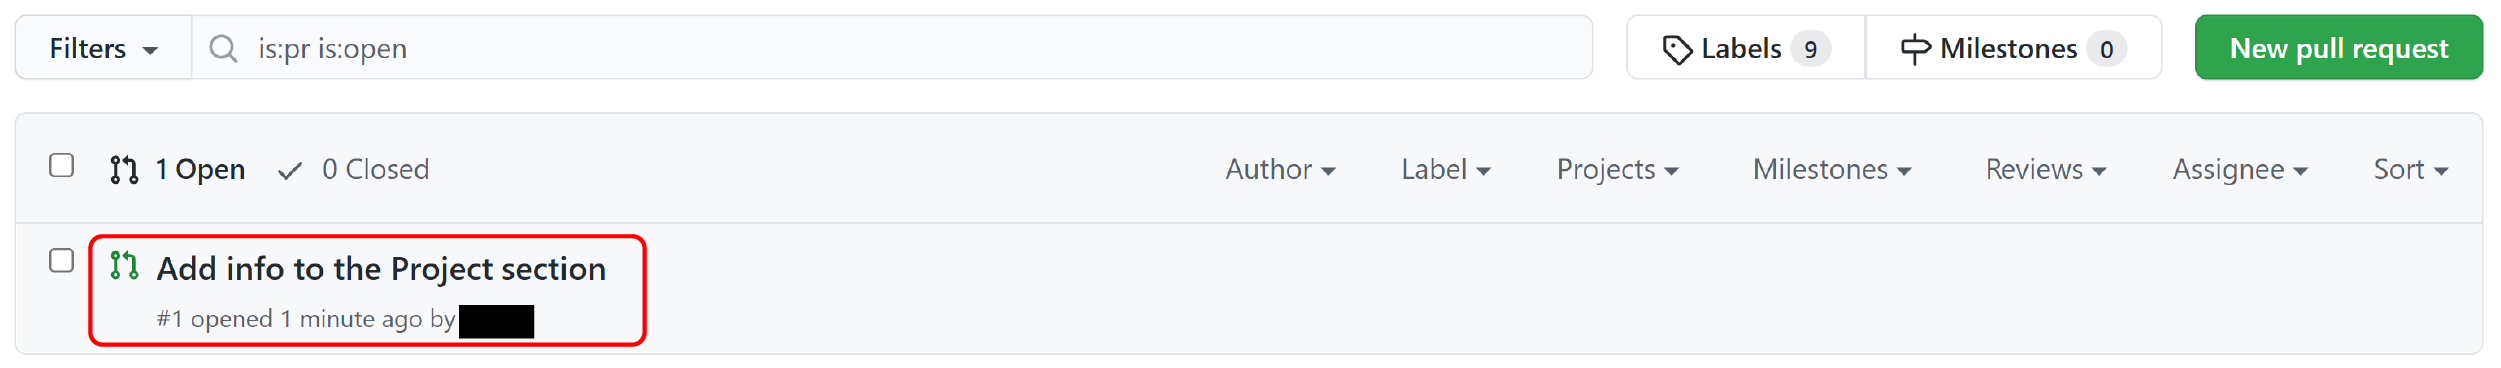 Filters is:pr is:open Labels 9 Milestones 0 New pull request
1 Open 0 Closed Author Label Projects Milestones Reviews Assignee Sort
Add info to the Project section
#1 opened 1 minute ago by